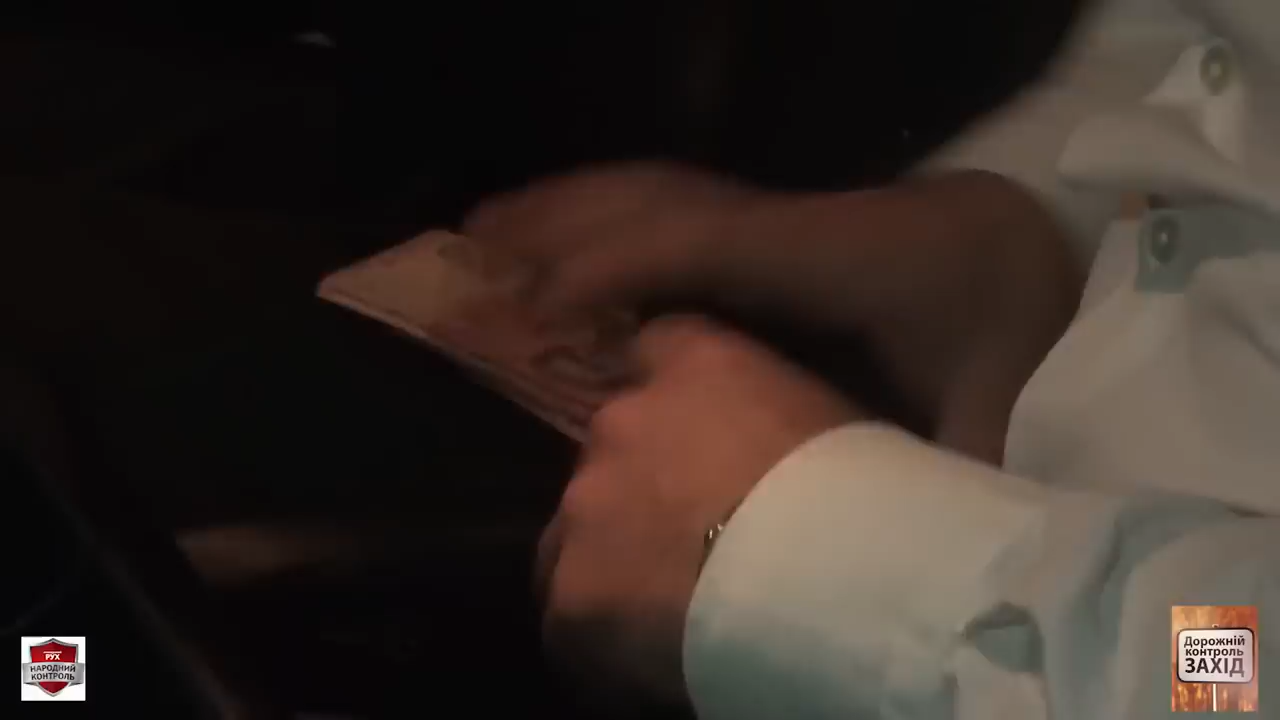 РУХ
НАРОДНИЙ
КОНТРОЛЬ
Дорожній
контроль
ЗАХІД